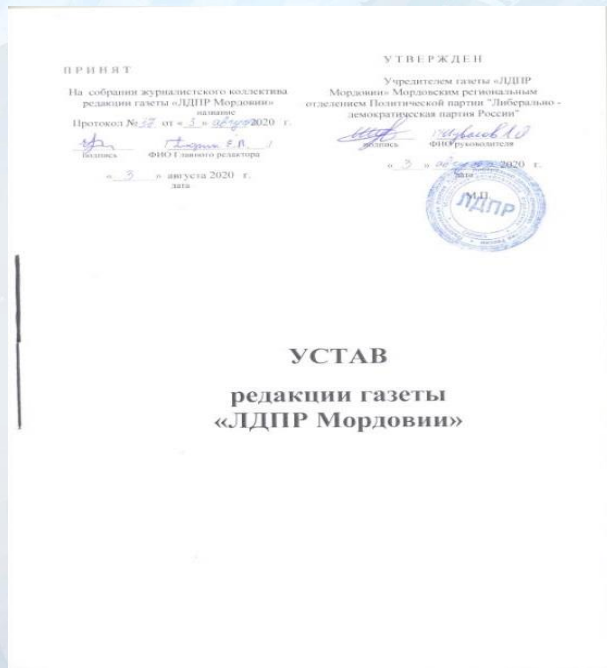 ПРИНЯТ
На собрании журналистского коллектива
редакции газеты «ЛДПР Мордовии»
название
Протокол № от « 3 » августа 2020 г.
подпись ФИО Главного редактора
« 3 » августа 2020 г.
дата
УТВЕРЖДЕН
Учредителем газеты «ЛДПР
Мордовии» Мордовским региональным
отделением Политической партии "Либерально -
демократическая партия России"
подпись ФИО руководителя
« 3 » августа 2020 г.
дата
М.П.
ЛДПР
УСТАВ
редакции газеты
«ЛДПР Мордовии»